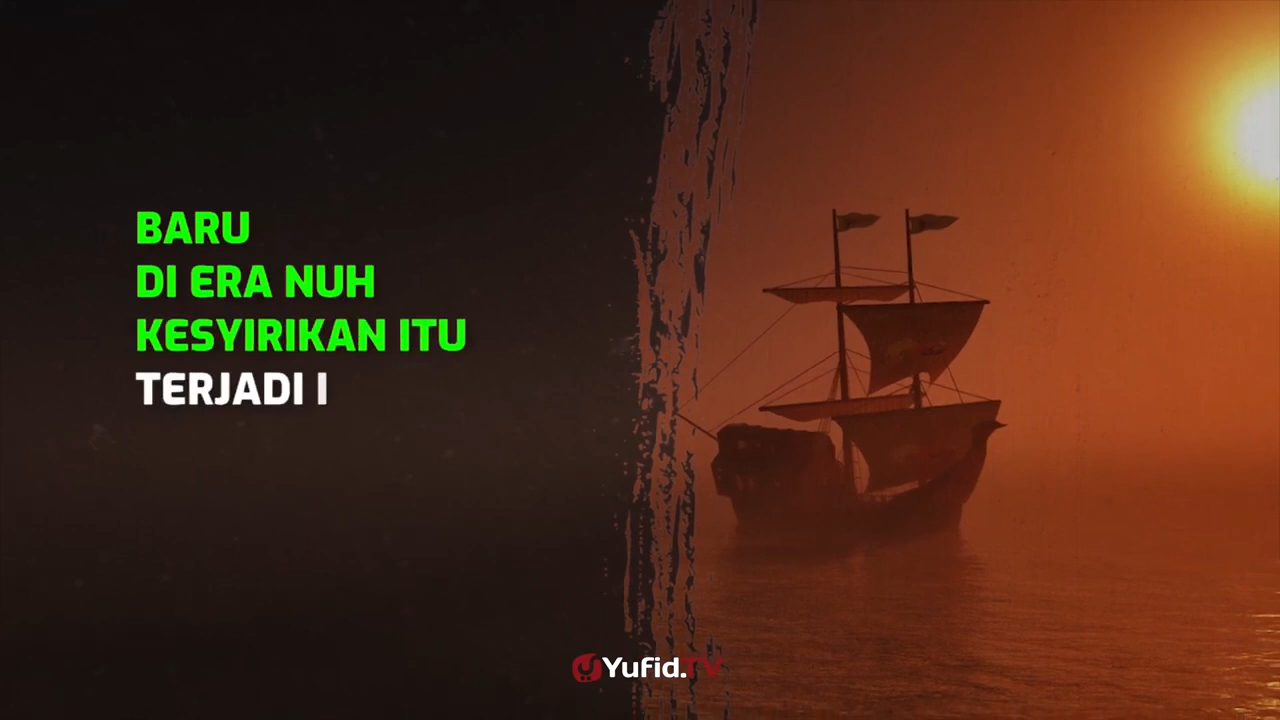 BARU
DI ERA NUH
KESYIRIKAN ITU
TERJADI I
Yufid.TV